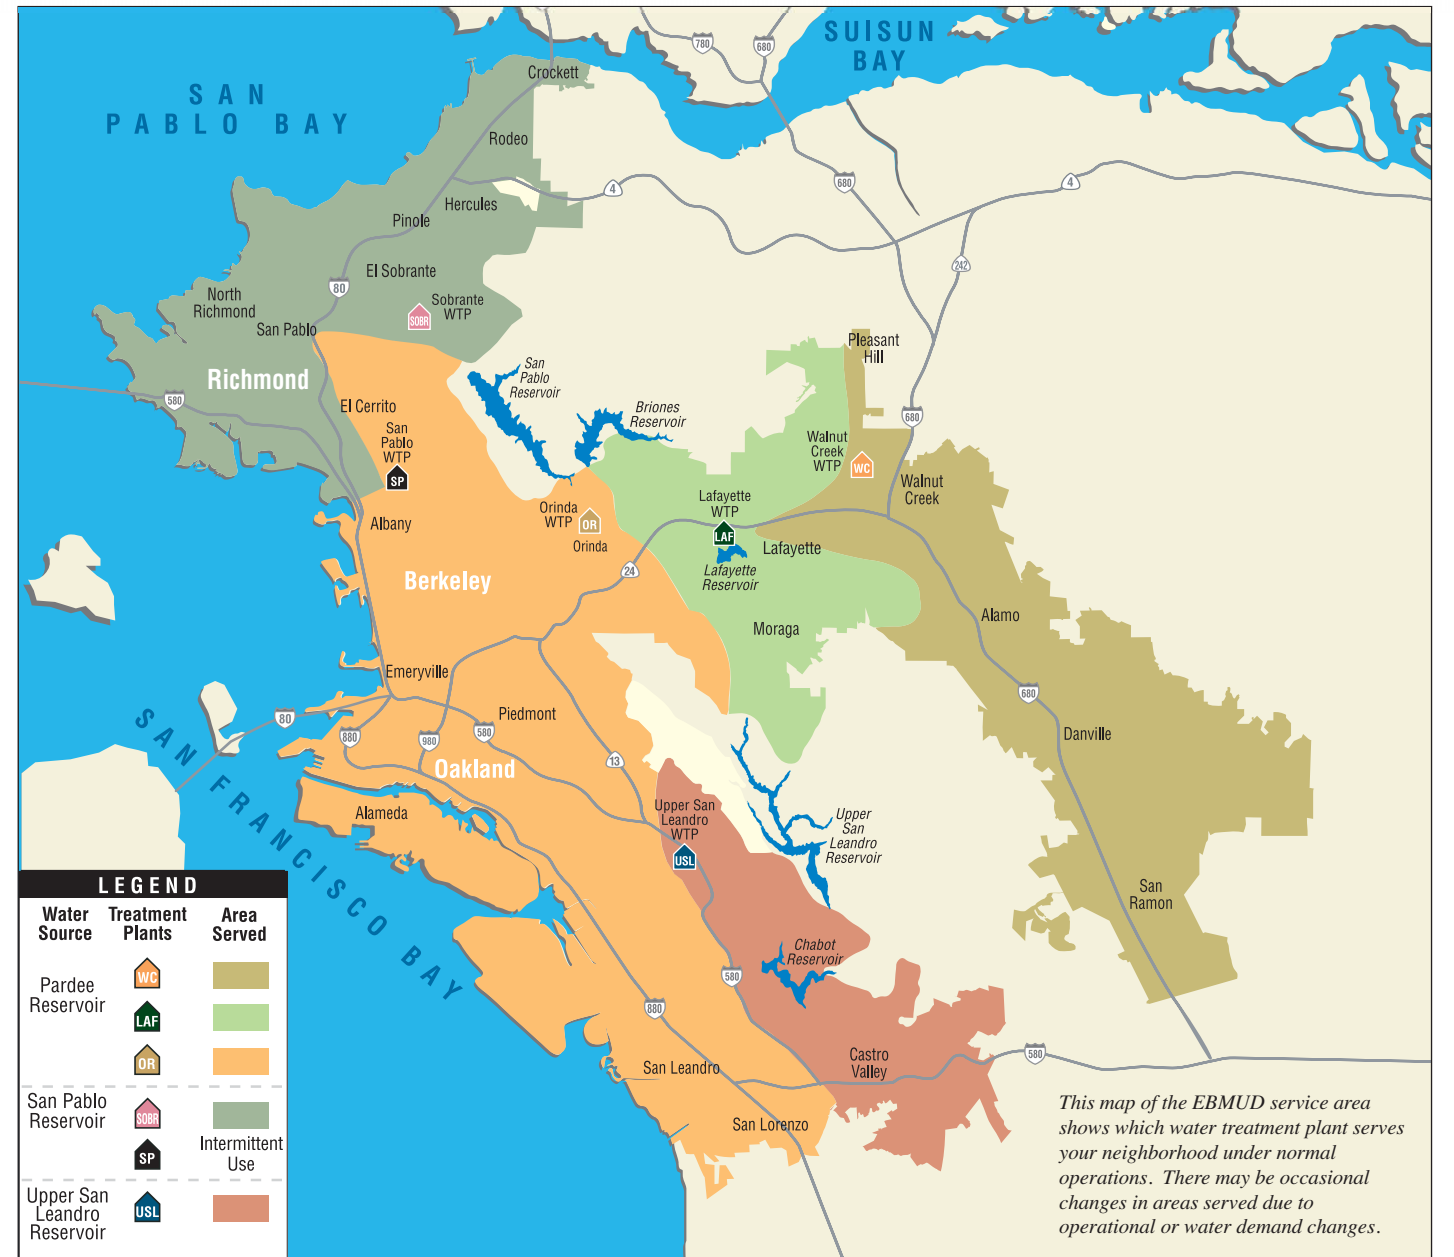 SAN
PABLO BAY
SUISUN
BAY
780
680
Crockett
Rodeo
680
4
4
Hercules
Pinole
242
El Sobrante
80
North
Richmond
Sobrante
WTP
SOBR
San Pablo
Richmond
580
Pleasant
Hill
San
Pablo
Reservoir
El Cerrito
Briones
Reservoir
680
San
Pablo
WTP
SP
Walnut
Creek
WTP
WC
Walnut
Creek
Lafayette
WTP
LAF
Orinda
WTP
OR
Orinda
Albany
Lafayette
Lafayette
Reservoir
24
Berkeley
Alamo
Moraga
Emeryville
680
80
Piedmont
880
980
580
Danville
13
Oakland
SAN FRANCISCO BAY
Alameda
Upper San
Leandro
WTP
USL
Upper
San
Leandro
Reservoir
San
Ramon
Chabot
Reservoir
580
880
Castro
Valley
580
San Leandro
San Lorenzo
LEGEND
Water
Source
Treatment
Plants
Area
Served
Pardee
Reservoir
WC
LAF
OR
San Pablo
Reservoir
SOBR
SP
Intermittent
Use
Upper San
Leandro
Reservoir
USL
This map of the EBMUD service area
shows which water treatment plant serves
your neighborhood under normal
operations. There may be occasional
changes in areas served due to
operational or water demand changes.